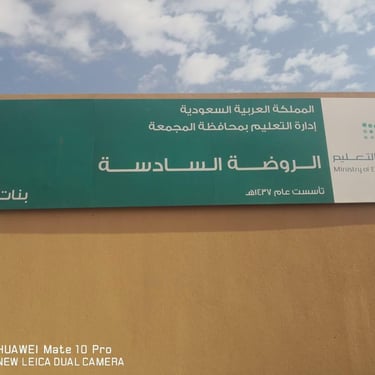 المملكة العربية السعودية
إدارة التعليم بمحافظة المجمعة
الروضة السادسة
تأسست عام ١٤٣٧هـ
بنات
التعليم
Ministry of E
HUAWEI Mate 10 Pro
NEW LEICA DUAL CAMERA